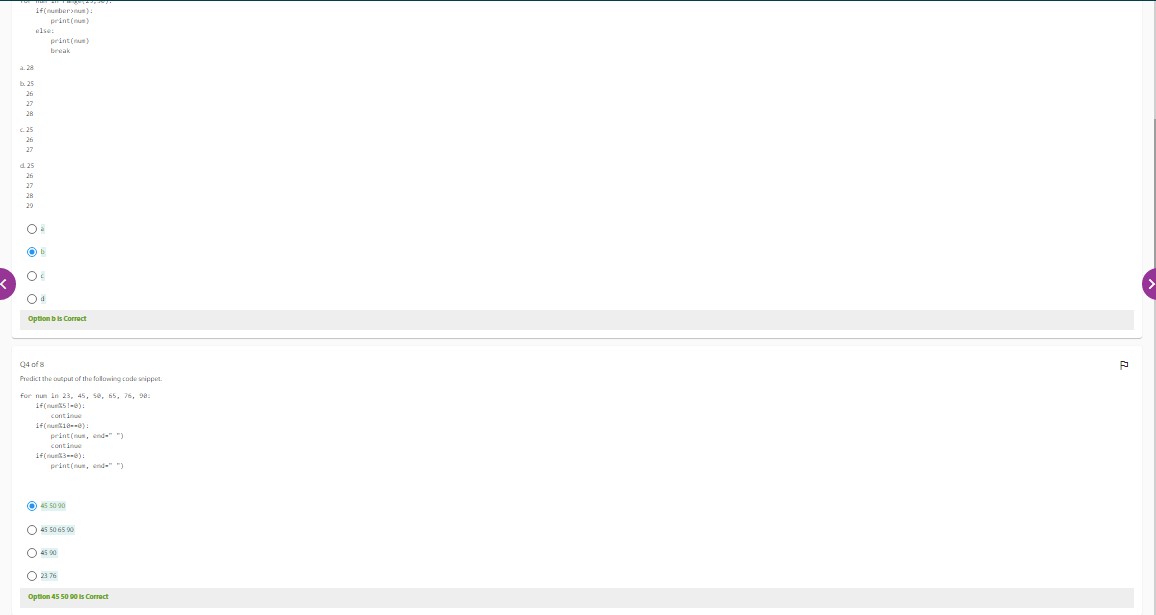 if(number>num):
print(num)
else:
print(num)
break
a. 28
b. 25
26
27
28
c. 25
26
27
d. 25
26
27
28
29
a
b
c
d
Option b is Correct
Q4 of 8
Predict the output of the following code snippet.
for num in 23, 45, 50, 65, 76, 90:
if(num%5!=0):
continue
if(num%10==0):
print(num, end=" ")
continue
if(num%3==0):
print(num, end=" ")
45 50 90
45 50 65 90
45 90
23 76
Option 45 50 90 is Correct